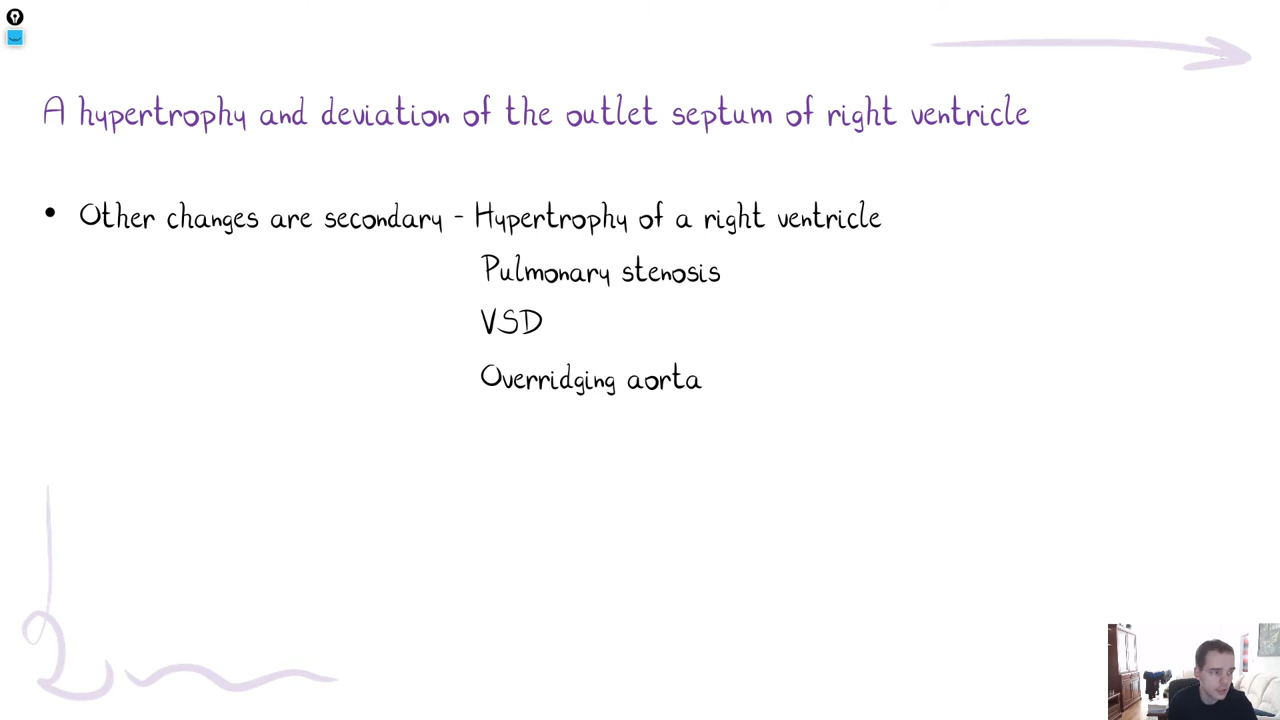 A hypertrophy and deviation of the outlet septum of right ventricle
• Other changes are secondary - Hypertrophy of a right ventricle
Pulmonary stenosis
VSD
Overridging aorta